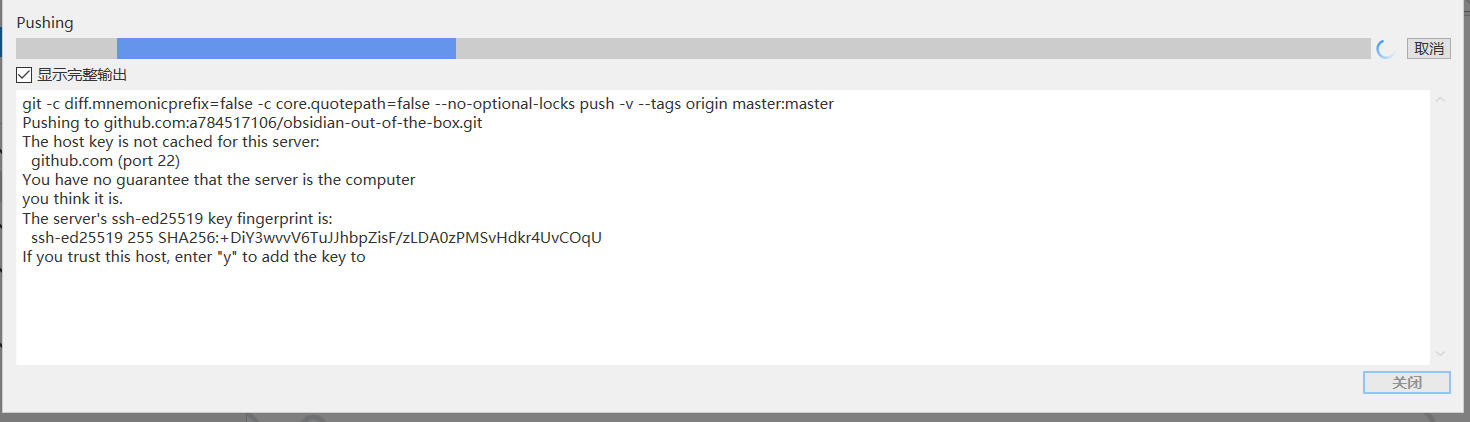 Pushing
取消
显示完整输出
git -c diff.mnemonicprefix=false -c core.quotepath=false --no-optional-locks push -v --tags origin master:master
Pushing to github.com:a784517106/obsidian-out-of-the-box.git
The host key is not cached for this server:
github.com (port 22)
You have no guarantee that the server is the computer
you think it is.
The server's ssh-ed25519 key fingerprint is:
ssh-ed25519 255 SHA256:+DiY3wvvV6TuJJhbpZisF/zLDA0zPMSvHdkr4UvCOqU
If you trust this host, enter "y" to add the key to
关闭